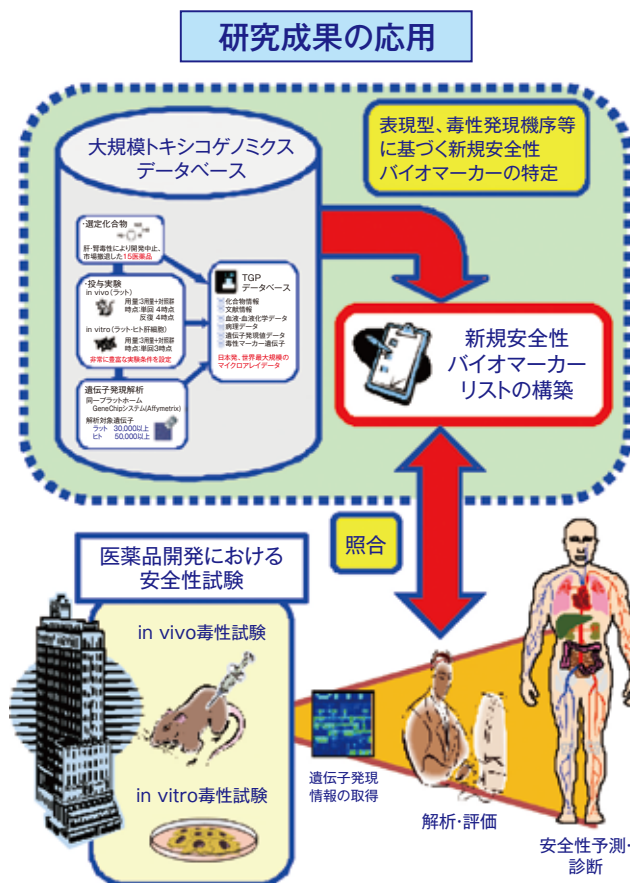 研究成果の応用
大規模トキシコゲノミクス
データベース
表現型、毒性発現機序等
に基づく新規安全性
バイオマーカーの特定
・選定化合物
肝・腎毒性により開発中止、
市場撤退した15医薬品
・投与実験
in vivo(ラット)
用量:3用量+対照群
時点:単回 4時点
反復 4時点
in vitro(ラット・ヒト肝細胞)
用量:3用量+対照群
時点:単回3時点
非常に豊富な実験条件を設定
遺伝子発現解析
同一プラットホーム
GeneChipシステム(Affymetrix)
解析対象遺伝子
ラット 30,000以上
ヒト 50,000以上
TGP
データベース
化合物情報
文献情報
血液・血液化学データ
病理データ
遺伝子発現値データ
毒性マーカー遺伝子
日本発、世界最大規模の
マイクロアレイデータ
新規安全性
バイオマーカー
リストの構築
照合
医薬品開発における
安全性試験
in vivo毒性試験
in vitro毒性試験
遺伝子発現
情報の取得
解析・評価
安全性予測・
診断